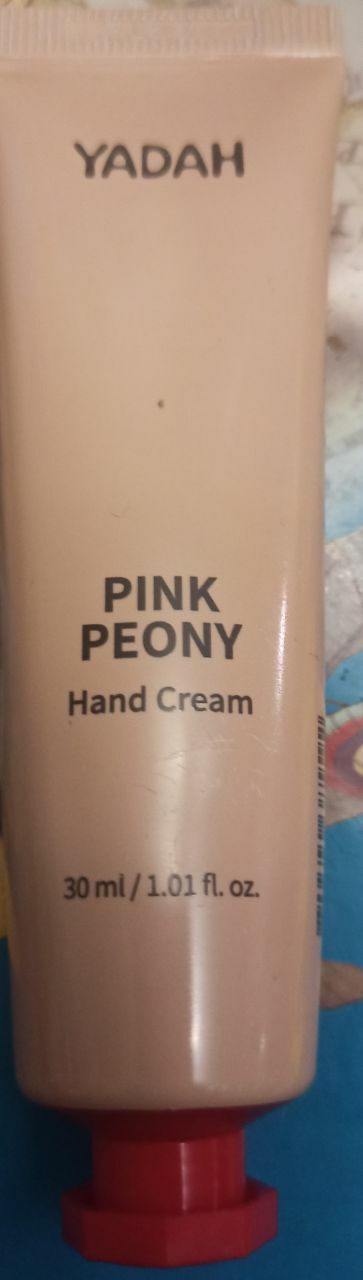 YADAH
PINK
PEONY
Hand Cream
30 ml / 1.01 fl. oz.